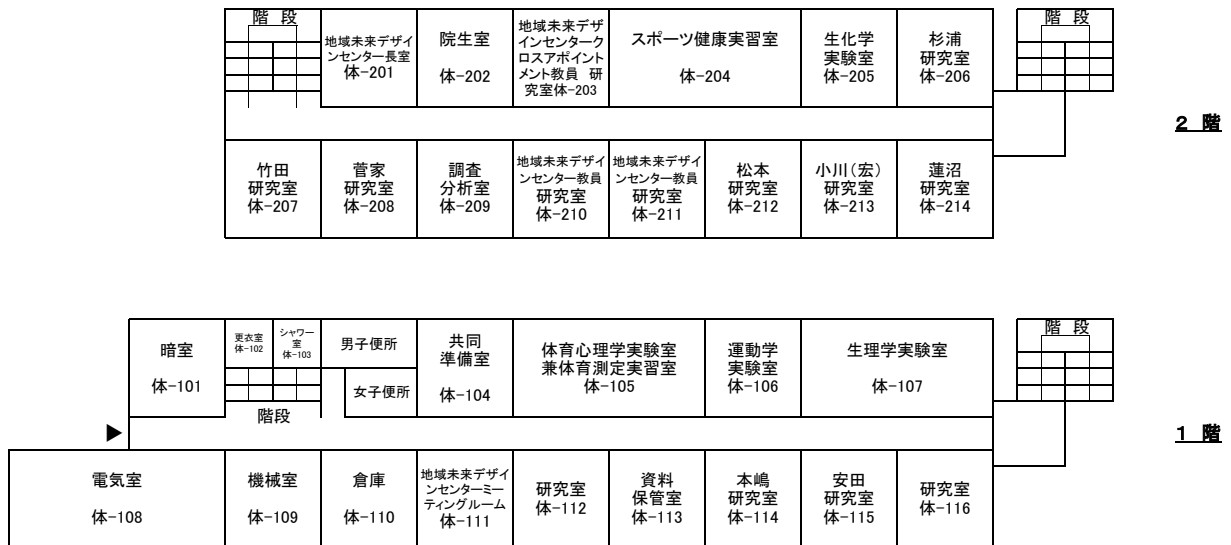 階 段
地域未来デザイ
ンセンター長室
体-201
院生室
体-202
地域未来デザ
インセンターク
ロスアポイント
メント教員 研
究室体-203
スポーツ健康実習室
体-204
生化学
実験室
体-205
杉浦
研究室
体-206
階 段
2 階
竹田
研究室
体-207
菅家
研究室
体-208
調査
分析室
体-209
地域未来デザイ
ンセンター教員
研究室
体-210
地域未来デザイ
ンセンター教員
研究室
体-211
松本
研究室
体-212
小川(宏)
研究室
体-213
蓮沼
研究室
体-214
暗室
体-101
更衣室
体-102
シャワー
室
体-103
男子便所
女子便所
階段
共同
準備室
体-104
体育心理学実験室
兼体育測定実習室
体-105
運動学
実験室
体-106
生理学実験室
体-107
階 段
▶
1 階
電気室
体-108
機械室
体-109
倉庫
体-110
地域未来デザイ
ンセンターミー
ティングルーム
体-111
研究室
体-112
資料
保管室
体-113
本嶋
研究室
体-114
安田
研究室
体-115
研究室
体-116